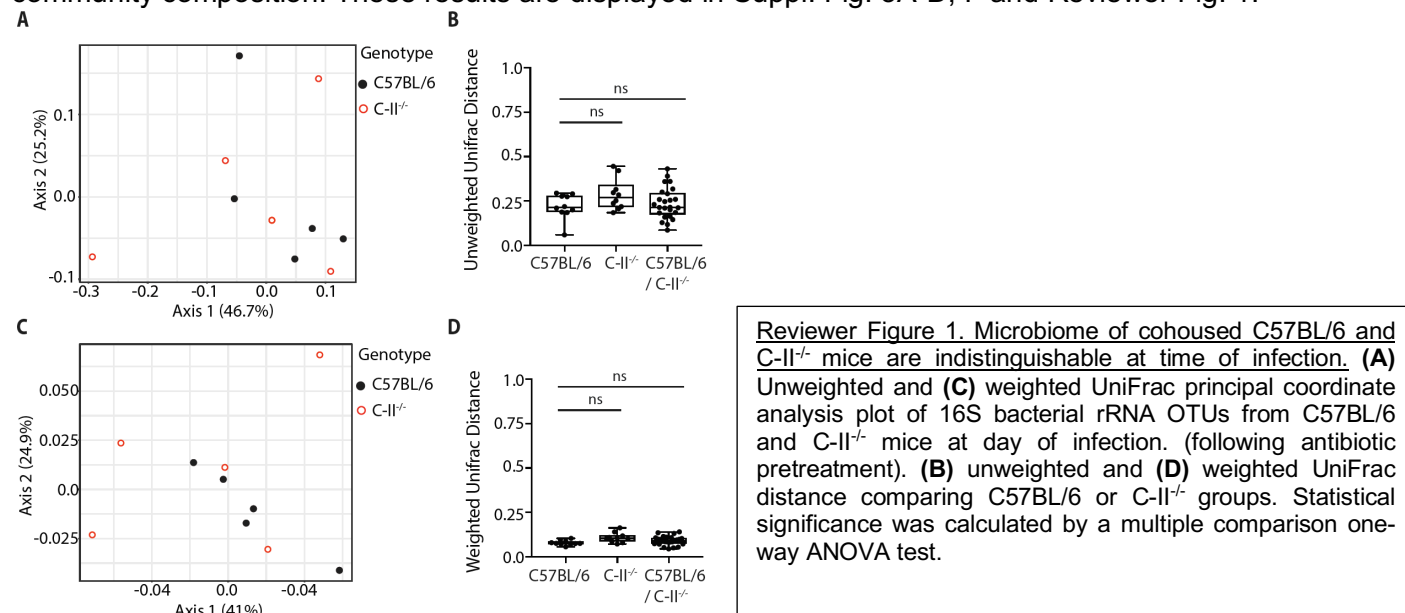 community composition. These results are displayed in Suppl. Fig.
A
Genotype
C57BL/6
C-II-/-
Axis 2 (25.2%)
0.1
0.0
-0.1
-0.3 -0.2 -0.1 0.0 0.1
Axis 1 (46.7%)
B
Unweighted Unifrac Distance
1.0
0.75
0.5
0.25
0.0
ns
ns
C57BL/6 C-II-/- C57BL/6
/ C-II-/-
C
Genotype
C57BL/6
C-II-/-
Axis 2 (24.9%)
0.050
0.025
0.0
-0.025
-0.04 0.0 -0.04
Axis 1 (41%)
D
Weighted Unifrac Distance
1.0
0.75
0.5
0.25
0.0
ns
ns
C57BL/6 C-II-/- C57BL/6
/ C-II-/-
Reviewer Figure 1. Microbiome of cohoused C57BL/6 and
C-II-/- mice are indistinguishable at time of infection. (A)
Unweighted and (C) weighted UniFrac principal coordinate
analysis plot of 16S bacterial rRNA OTUs from C57BL/6
and C-II-/- mice at day of infection. (following antibiotic
pretreatment). (B) unweighted and (D) weighted UniFrac
distance comparing C57BL/6 or C-II-/- groups. Statistical
significance was calculated by a multiple comparison one-
way ANOVA test.